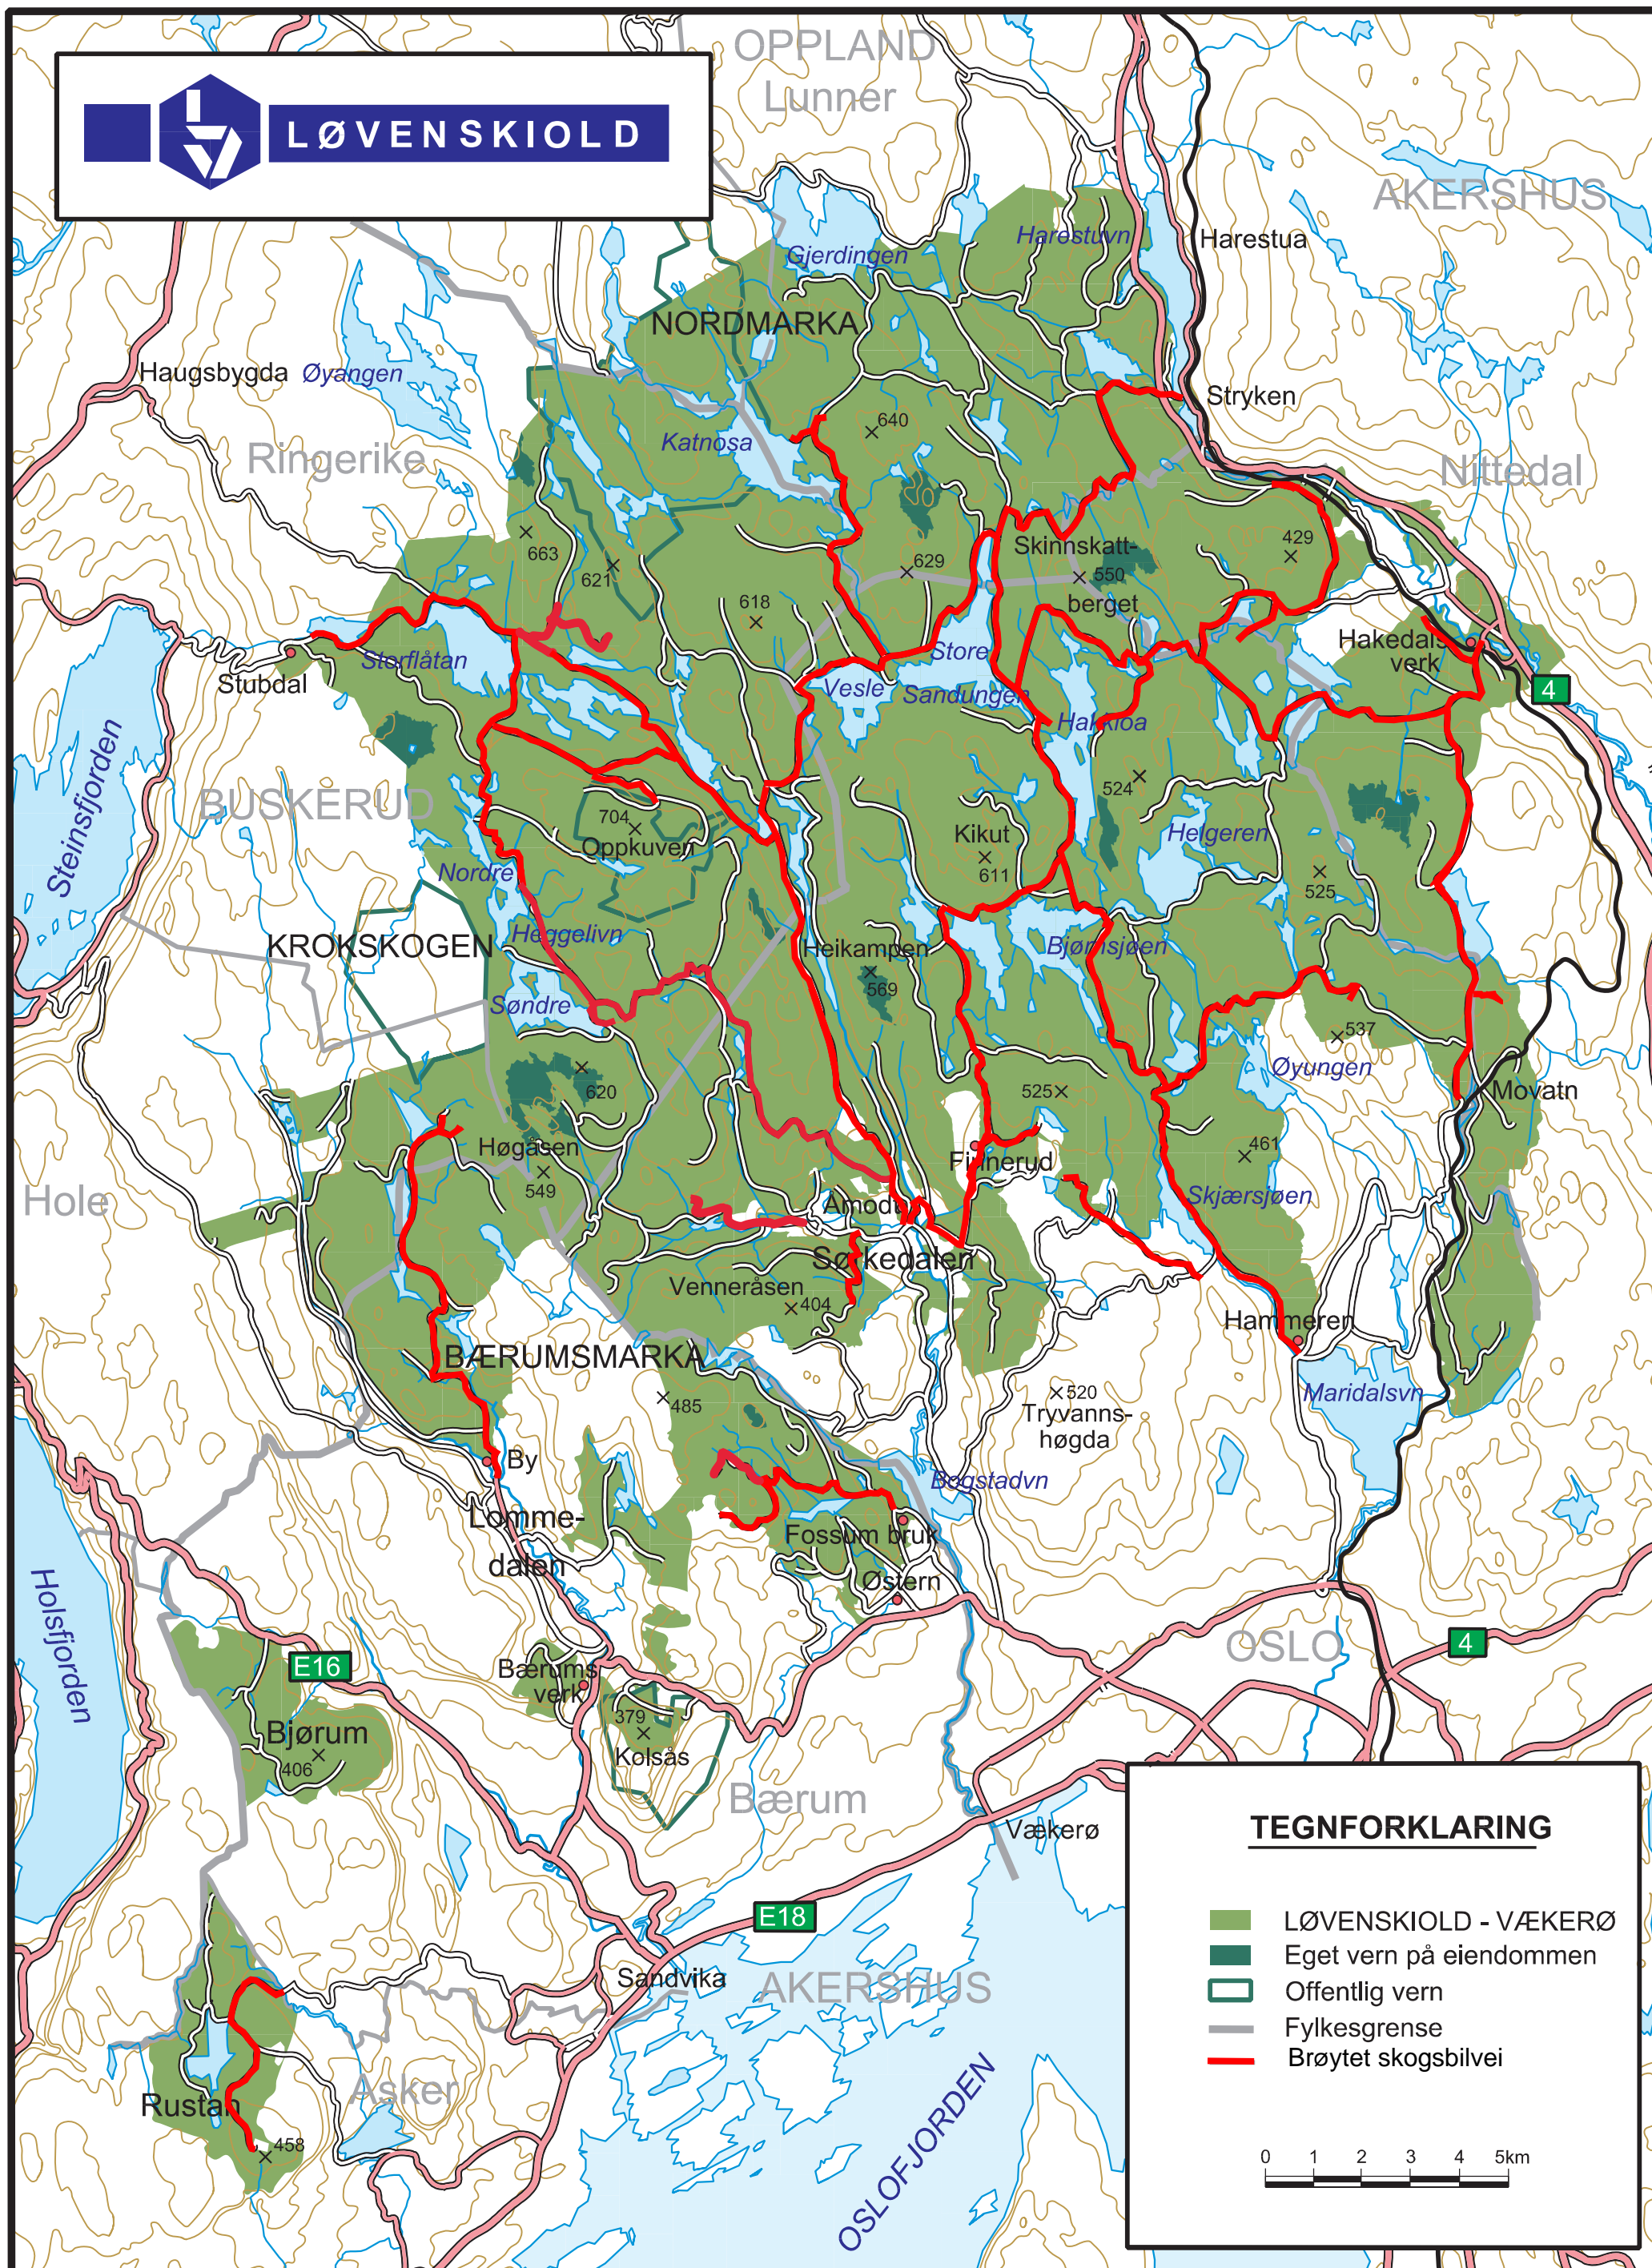 OPPLAND
Lunner
LØVENSKIOLD
AKERSHUS
Harestuvn
Harestua
Gjerdingen
NORDMARKA
Haugsbygda
Øyangen
Stryken
640
Katnosa
Ringerike
Nittedal
663
621
629
Skinnskatt-
550
berget
429
618
Hakedals
verk
Storflåtan
Stubdal
Store
Vesle
Sandungen
4
Hakkloa
Steinsfjorden
BUSKERUD
524
704
Oppkuven
Kikut
611
Helgeren
525
Nordre
KROKSKOGEN
Heggelivn
Heikampen
569
Bjørnsjøen
Søndre
537
Øyungen
620
525
Movatn
Høgåsen
549
Finnerud
461
Hole
Skjærsjøen
Åmodt
Sørkedalen
Venneråsen
404
Hammeren
BÆRUMSMARKA
485
520
Tryvanns-
høgda
Maridalsvn
By
Bogstadvn
Lomme-
dalen
Fossum bruk
Østern
Holsfjorden
OSLO
4
E16
Bærums
verk
Bjørum
406
379
Kolsås
Bærum
Vækerø
TEGNFORKLARING
LØVENSKIOLD - VÆKERØ
Eget vern på eiendommen
Offentlig vern
Fylkesgrense
Brøytet skogsbilvei
0 1 2 3 4 5km
E18
Sandvika
AKERSHUS
OSLOFJORDEN
Rustan
Asker
458